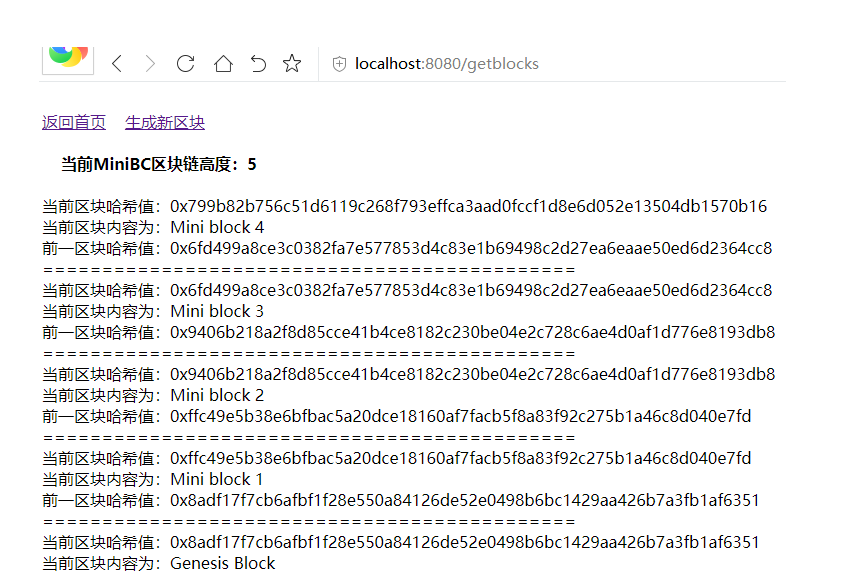 localhost:8080/getblocks
返回首页 生成新区块
当前MiniBC区块链高度：5
当前区块哈希值：0x799b82b756c51d6119c268f793effca3aad0fccf1d8e6d052e13504db1570b16
当前区块内容为：Mini block 4
前一区块哈希值：0x6fd499a8ce3c0382fa7e577853d4c83e1b69498c2d27ea6eaae50ed6d2364cc8
=============================================
当前区块哈希值：0x6fd499a8ce3c0382fa7e577853d4c83e1b69498c2d27ea6eaae50ed6d2364cc8
当前区块内容为：Mini block 3
前一区块哈希值：0x9406b218a2f8d85cce41b4ce8182c230be04e2c728c6ae4d0af1d776e8193db8
=============================================
当前区块哈希值：0x9406b218a2f8d85cce41b4ce8182c230be04e2c728c6ae4d0af1d776e8193db8
当前区块内容为：Mini block 2
前一区块哈希值：0xffc49e5b38e6bfbac5a20dce18160af7facb5f8a83f92c275b1a46c8d040e7fd
=============================================
当前区块哈希值：0xffc49e5b38e6bfbac5a20dce18160af7facb5f8a83f92c275b1a46c8d040e7fd
当前区块内容为：Mini block 1
前一区块哈希值：0x8adf17f7cb6afbf1f28e550a84126de52e0498b6bc1429aa426b7a3fb1af6351
=============================================
当前区块哈希值：0x8adf17f7cb6afbf1f28e550a84126de52e0498b6bc1429aa426b7a3fb1af6351
当前区块内容为：Genesis Block